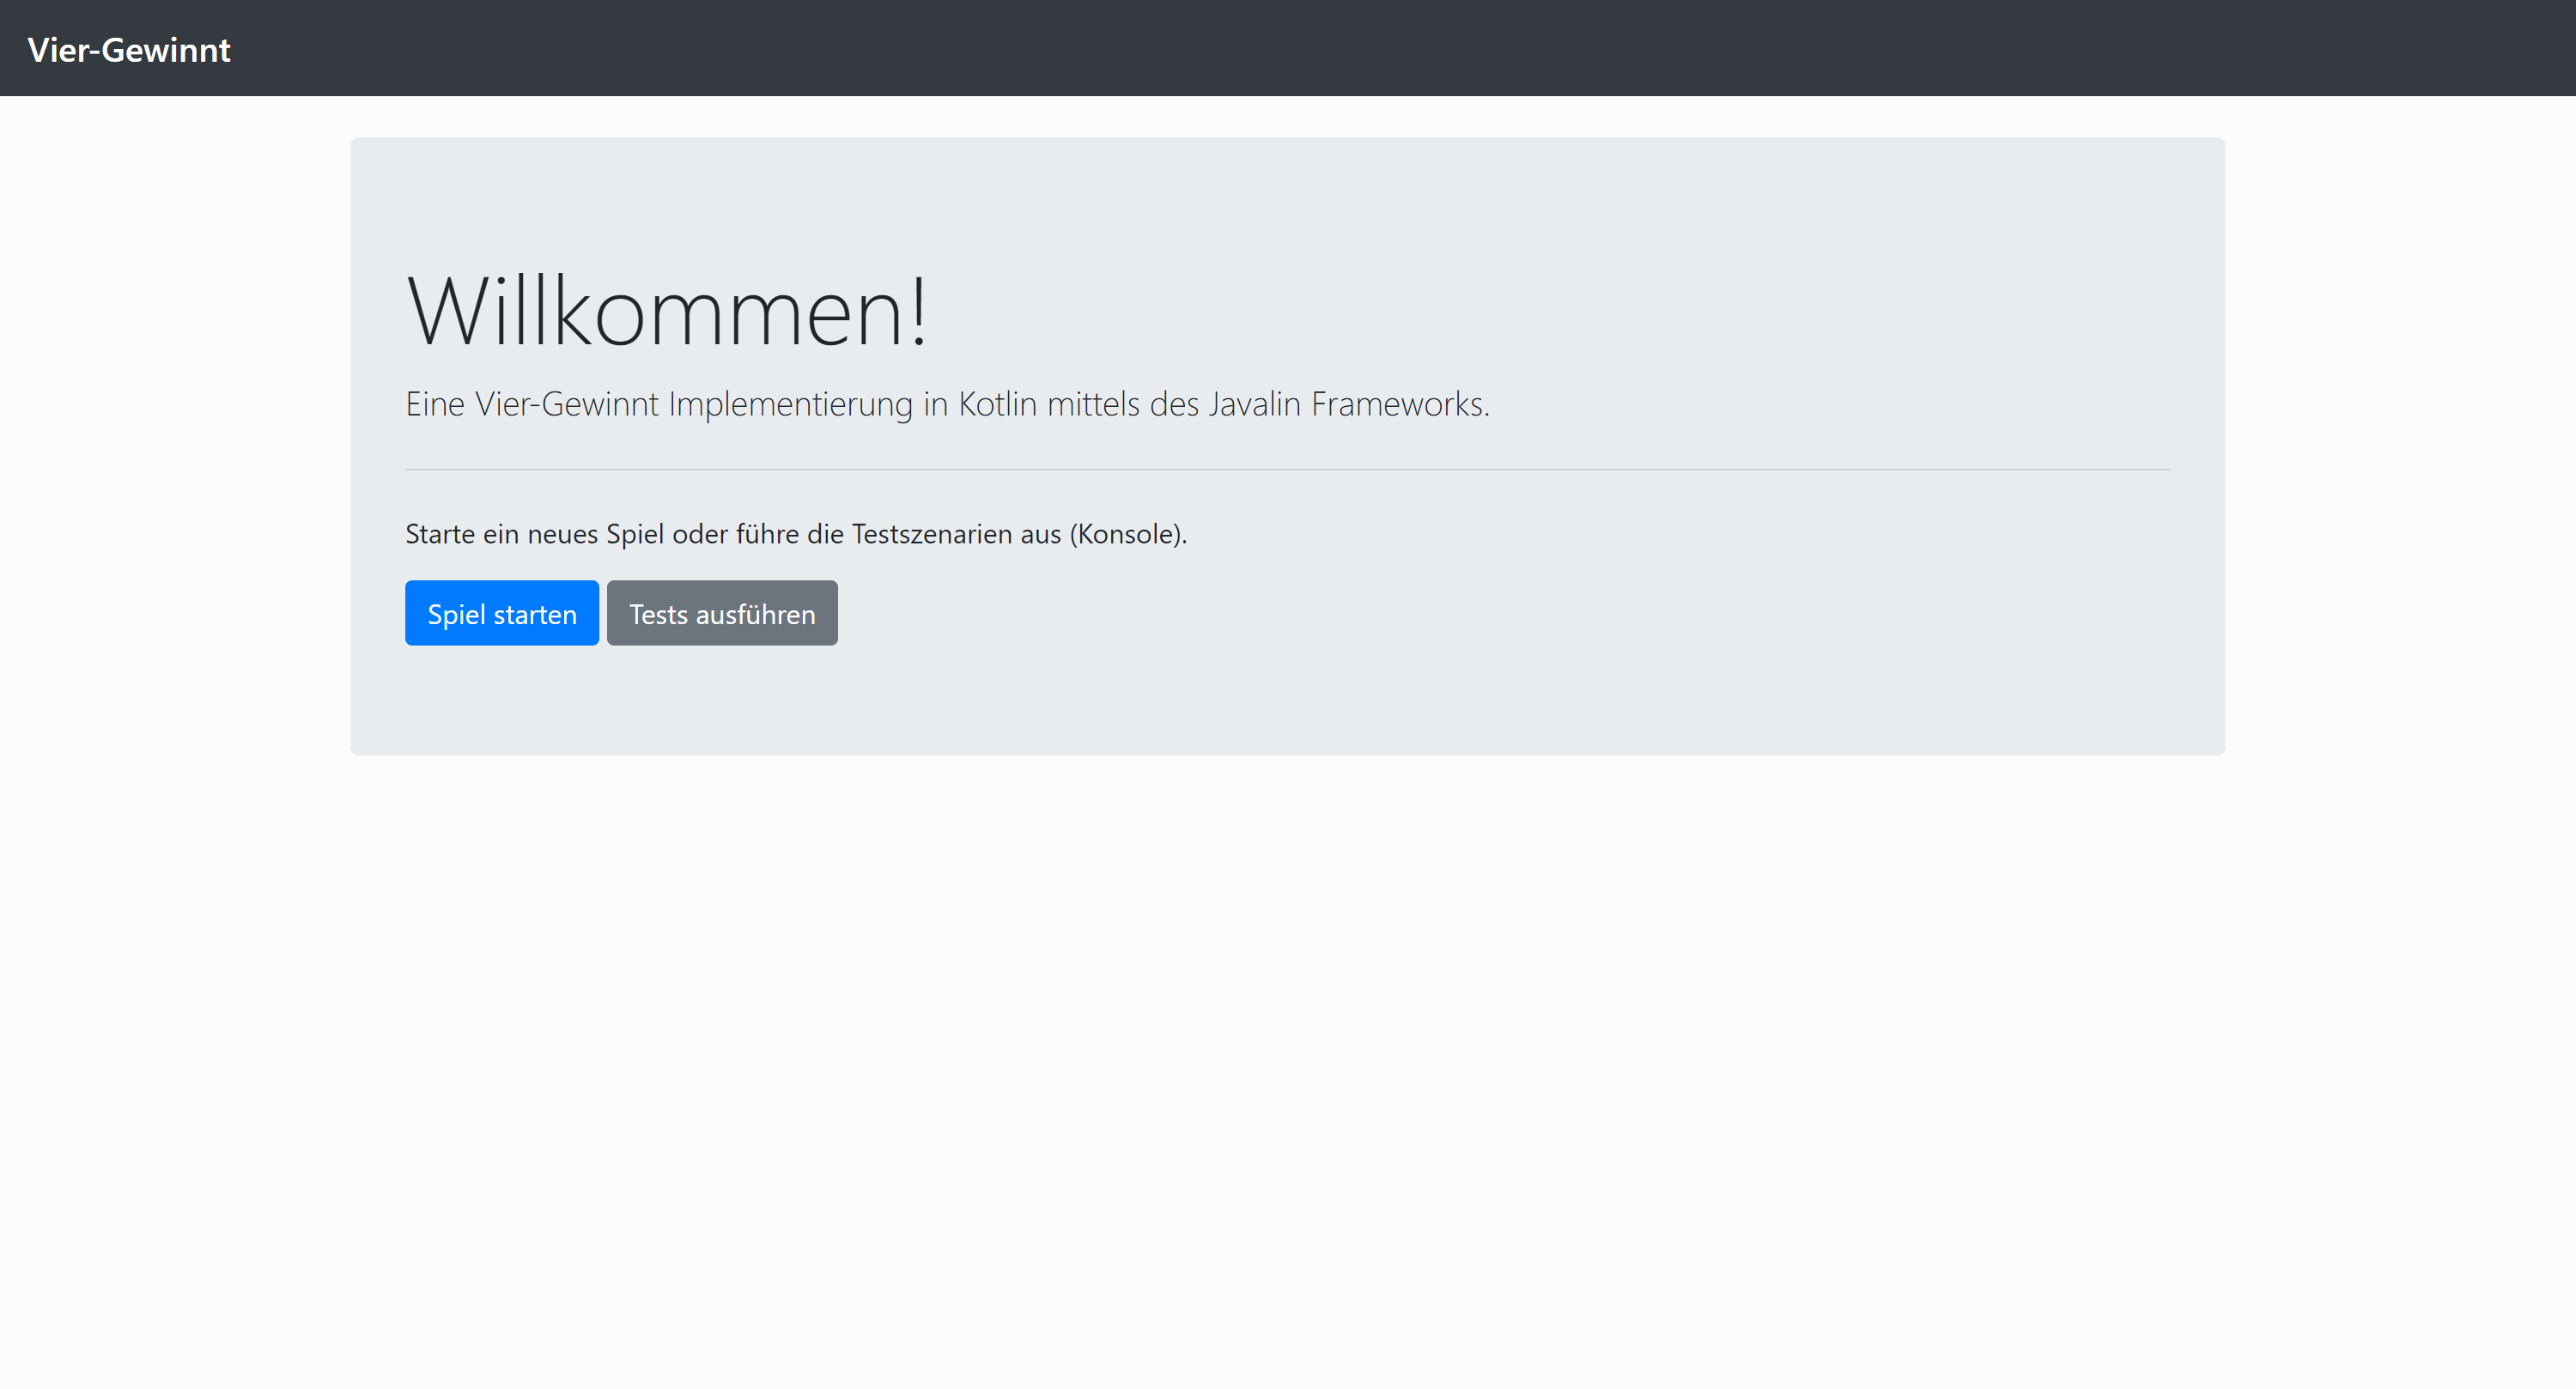 Vier-Gewinnt
Willkommen!
Eine Vier-Gewinnt Implementierung in Kotlin mittels des Javalin Frameworks.
Starte ein neues Spiel oder führe die Testszenarien aus (Konsole).
Spiel starten Tests ausführen